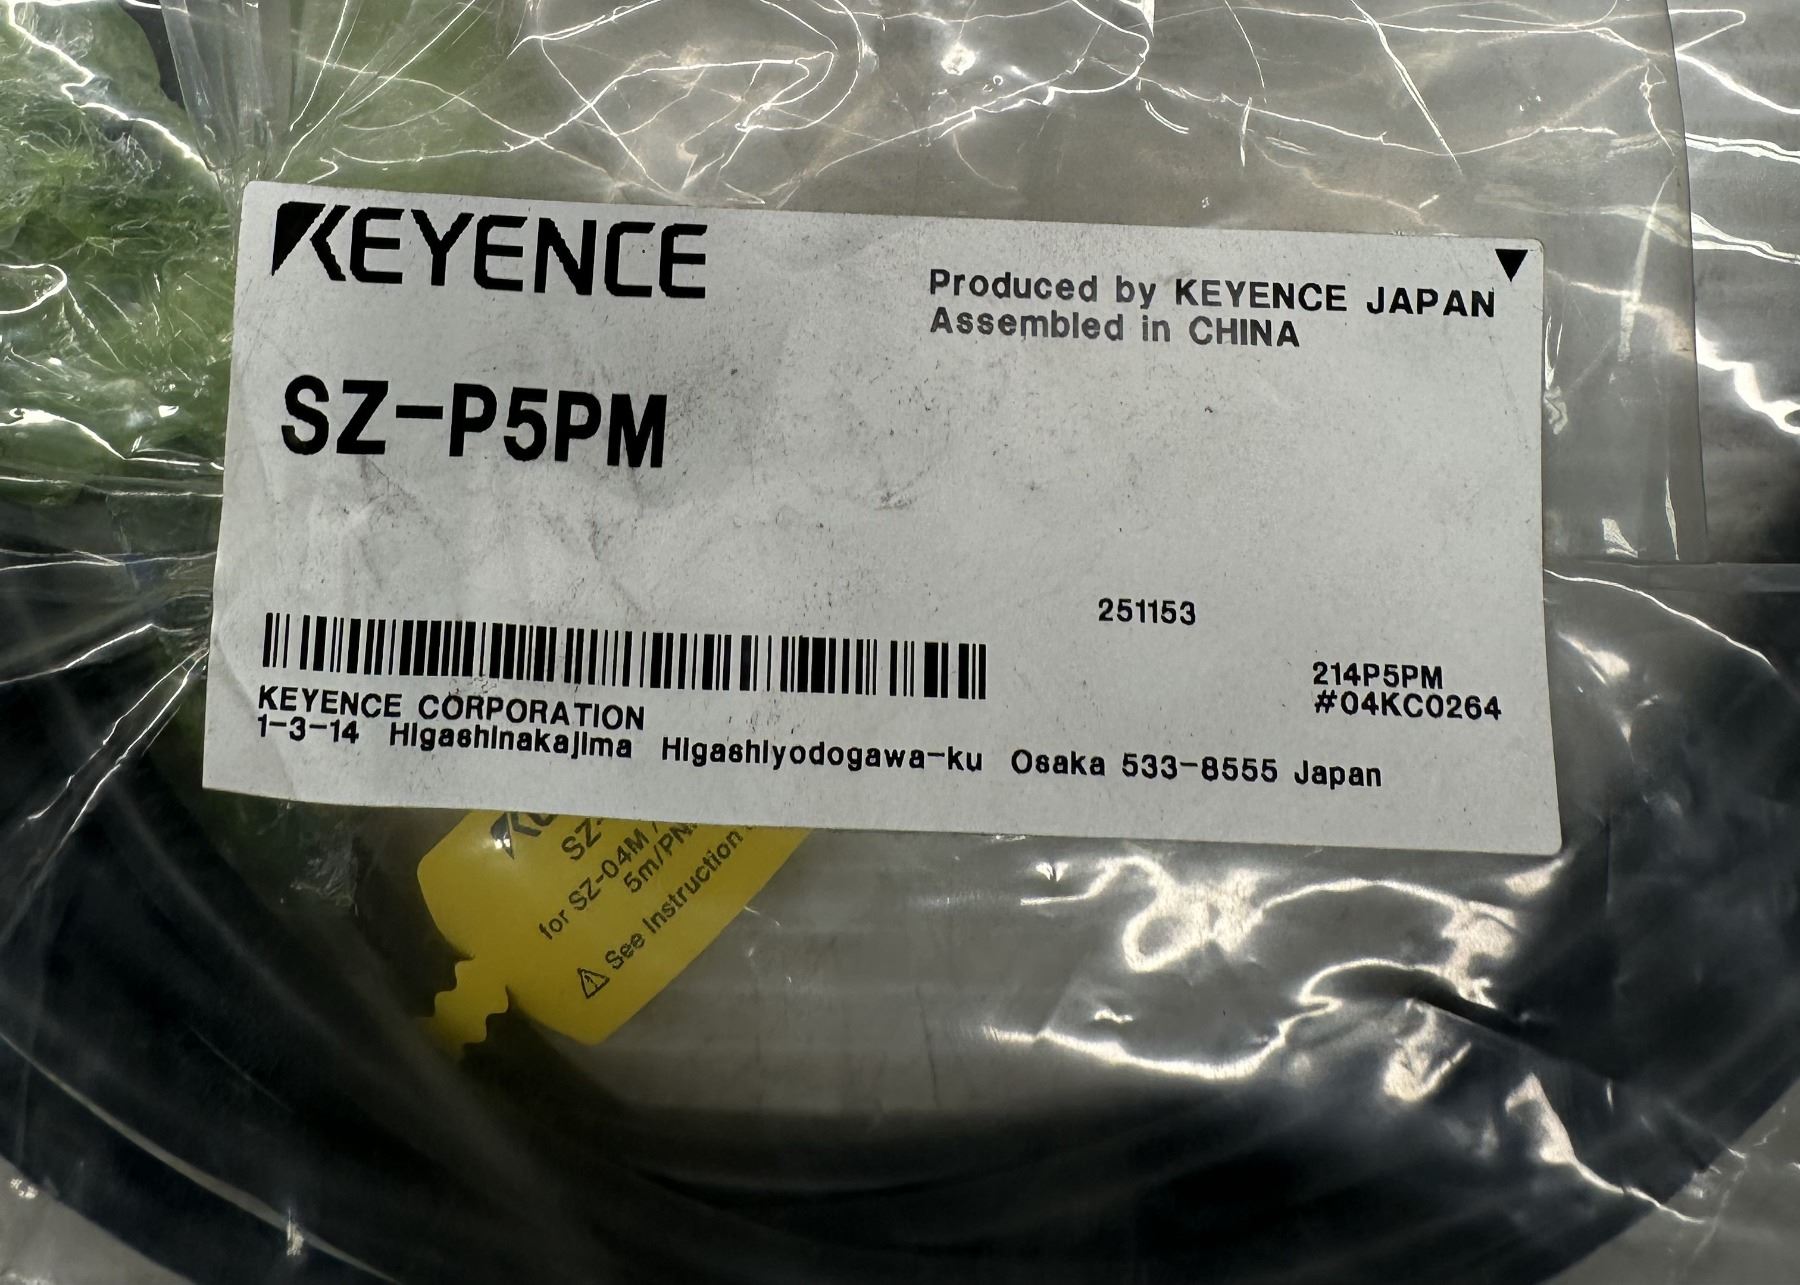 KEYENCE
Produced by KEYENCE JAPAN
Assembled in CHINA
SZ-P5PM
251153
214P5PM
#04KC0264
KEYENCE CORPORATION
1-3-14 Higashinakajima Higashiyodogawa-ku Osaka 533-8555 Japan
SZ-
for SZ-04M /
5m/PN
See Instruction